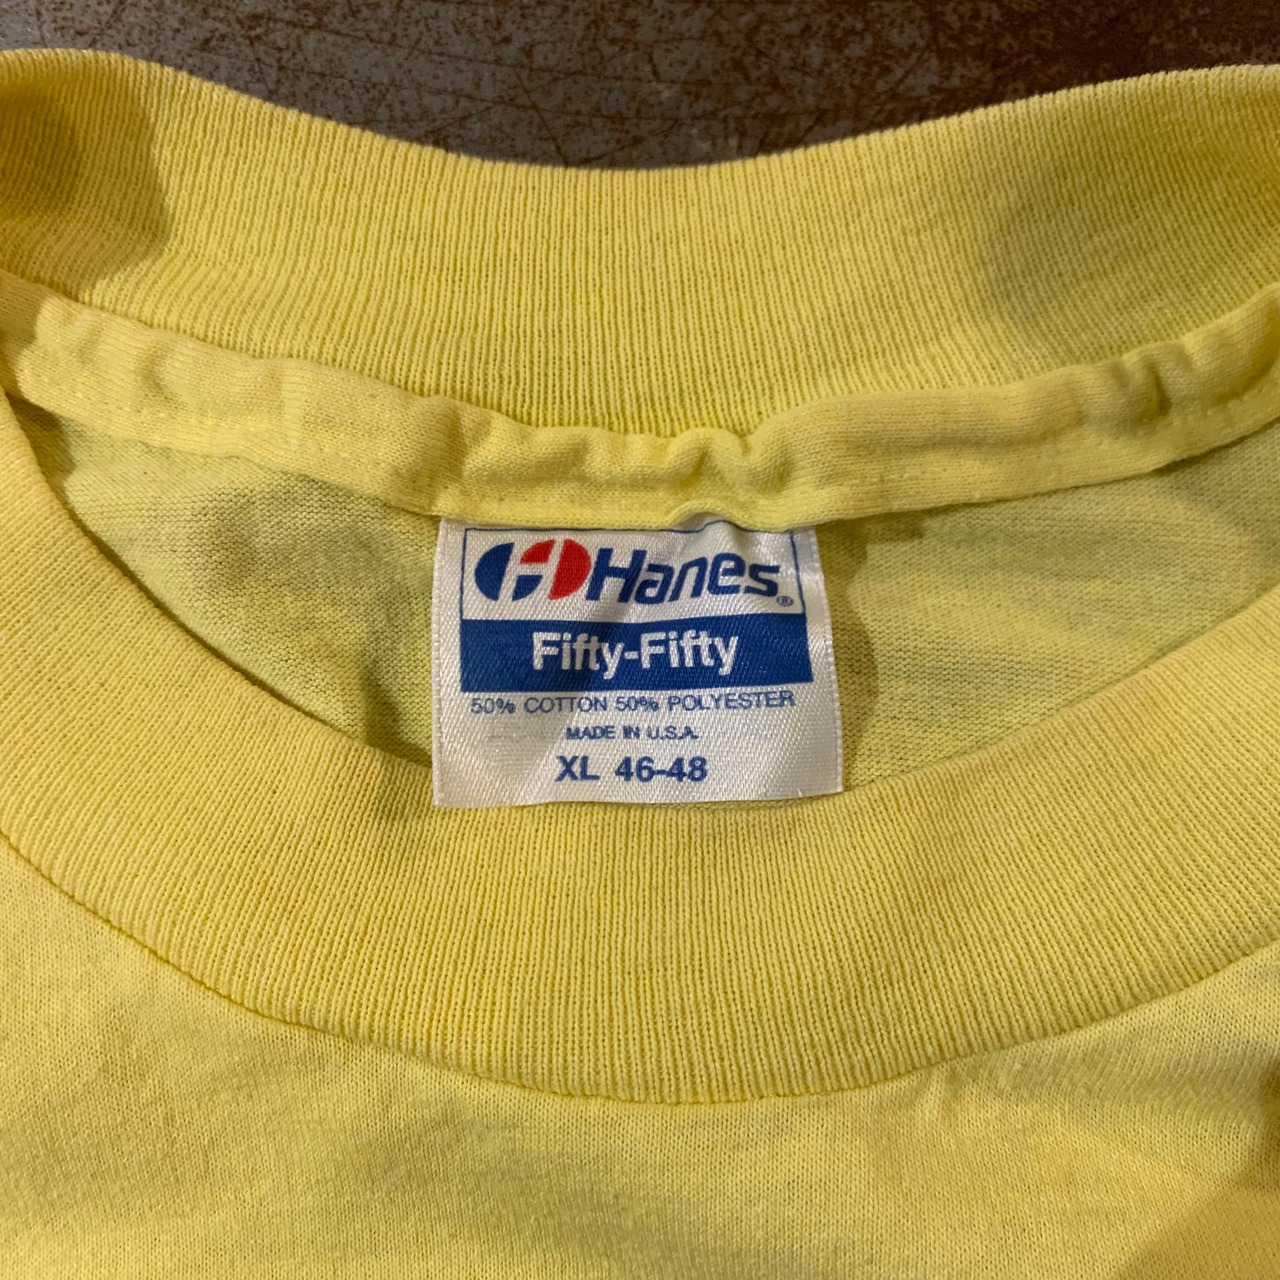 Hanes®
Fifty-Fifty
50% COTTON 50% POLYESTER
MADE IN U.S.A.
XL 46-48